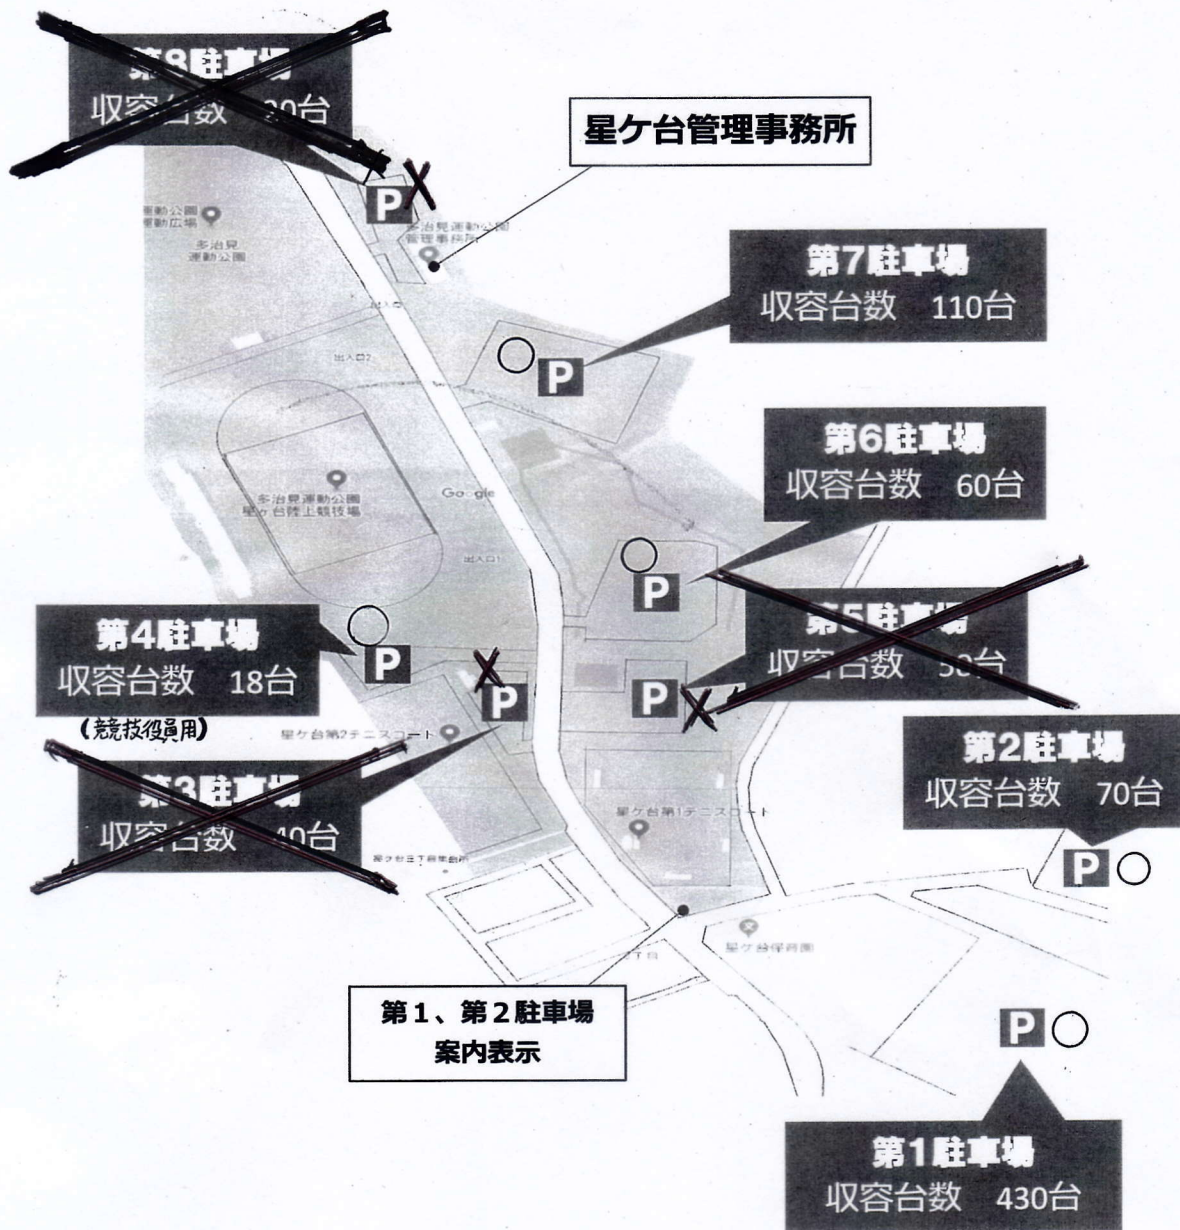 第8駐車場
収容台数
星ケ台管理事務所
P
運動公園
運動広場
多治見
運動公園
多治見運動公園
管理事務所
第7駐車場
収容台数 110台
出入口2
P
第6駐車場
収容台数 60台
多治見運動公園
星ケ台陸上競技場
Google
出入口1
P
第5駐車場
収容台数
P
第4駐車場
収容台数 18台
(競技役員用)
P
P
星ケ台第2テニスコート
第3駐車場
収容台数 40台
第2駐車場
収容台数 70台
P
星ケ台第1テニスコート
星ケ台保育園
第1、第2駐車場
案内表示
P
第1駐車場
収容台数 430台